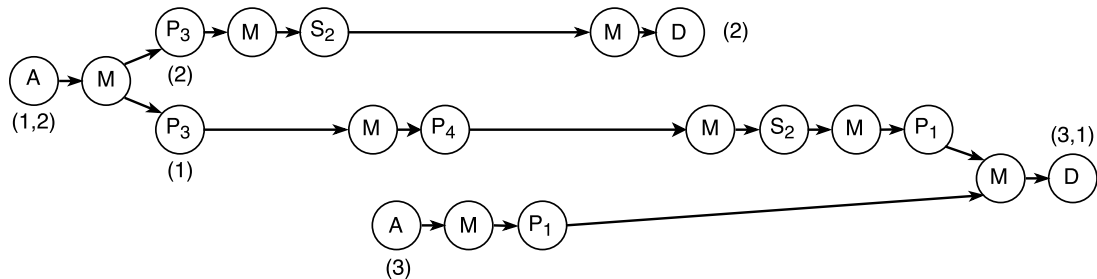 P3 M S2 M D (2)
A M (2)
(1,2) P3 M P4 M S2 M P1 (3,1)
(1) M D
A M P1
(3)